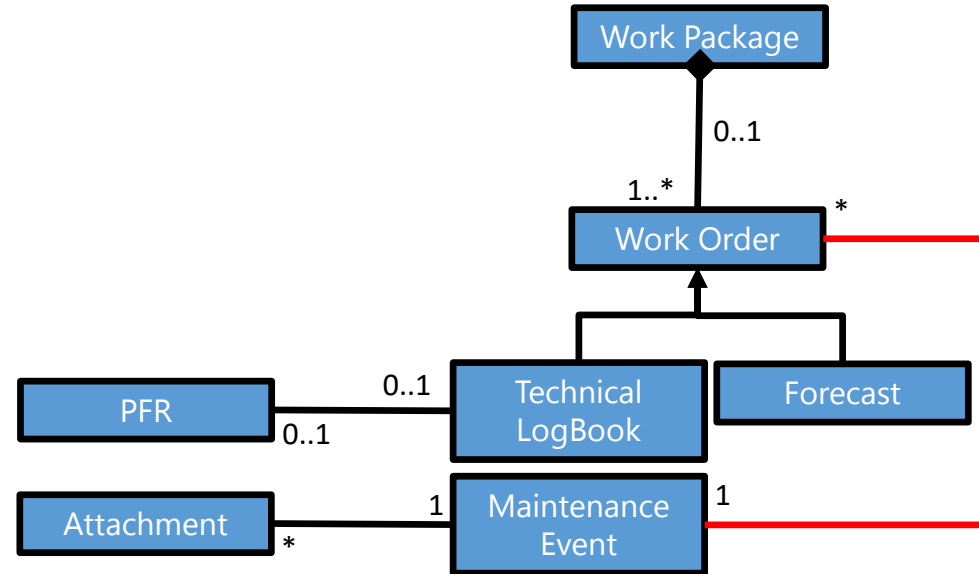 Work Package
0..1
1..*
*
Work Order
0..1
Technical
LogBook
Forecast
PFR
0..1
1
Maintenance
Event
1
Attachment
*